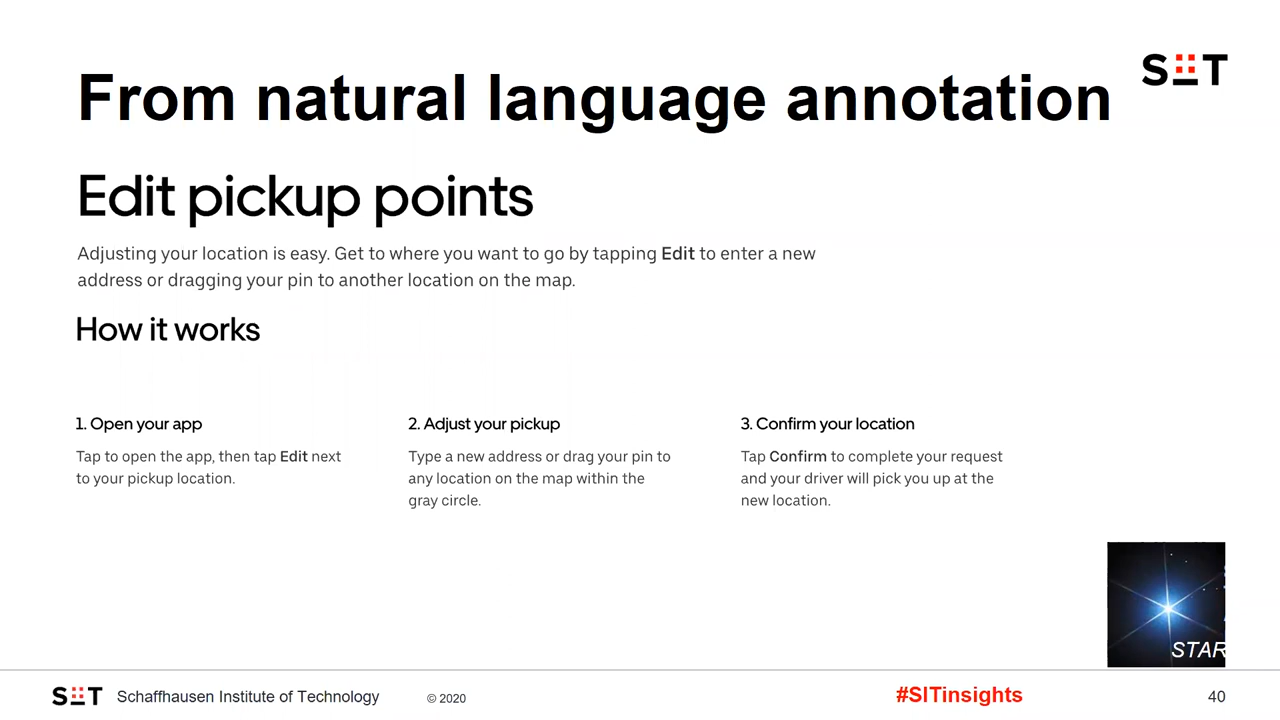 From natural language annotation
S T
Edit pickup points
Adjusting your location is easy. Get to where you want to go by tapping Edit to enter a new
address or dragging your pin to another location on the map.
How it works
1. Open your app
Tap to open the app, then tap Edit next
to your pickup location.
2. Adjust your pickup
Type a new address or drag your pin to
any location on the map within the
gray circle.
3. Confirm your location
Tap Confirm to complete your request
and your driver will pick you up at the
new location.
STAR
S T Schaffhausen Institute of Technology © 2020 #SITinsights 40